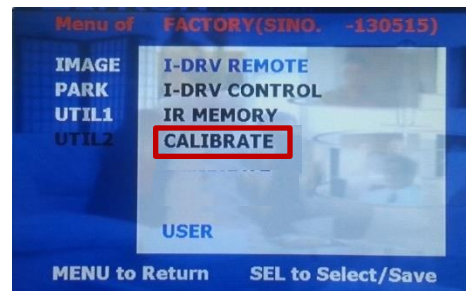 Menu of FACTORY(SINO. -130515)
IMAGE
PARK
UTIL1
UTIL2
I-DRV REMOTE
I-DRV CONTROL
IR MEMORY
CALIBRATE
USER
MENU to Return SEL to Select/Save